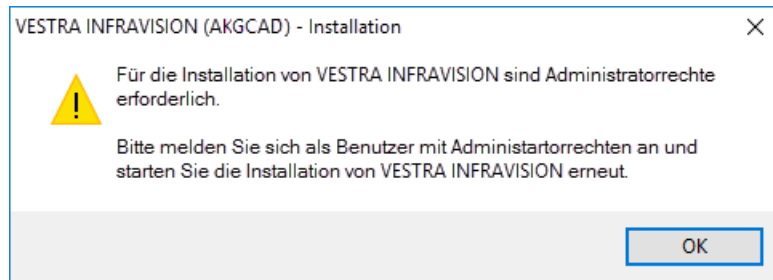 VESTRA INFRAVISION (AKGCAD) - Installation
Für die Installation von VESTRA INFRAVISION sind Administratorrechte
erforderlich.
Bitte melden Sie sich als Benutzer mit Administartorrechten an und
starten Sie die Installation von VESTRA INFRAVISION erneut.
OK